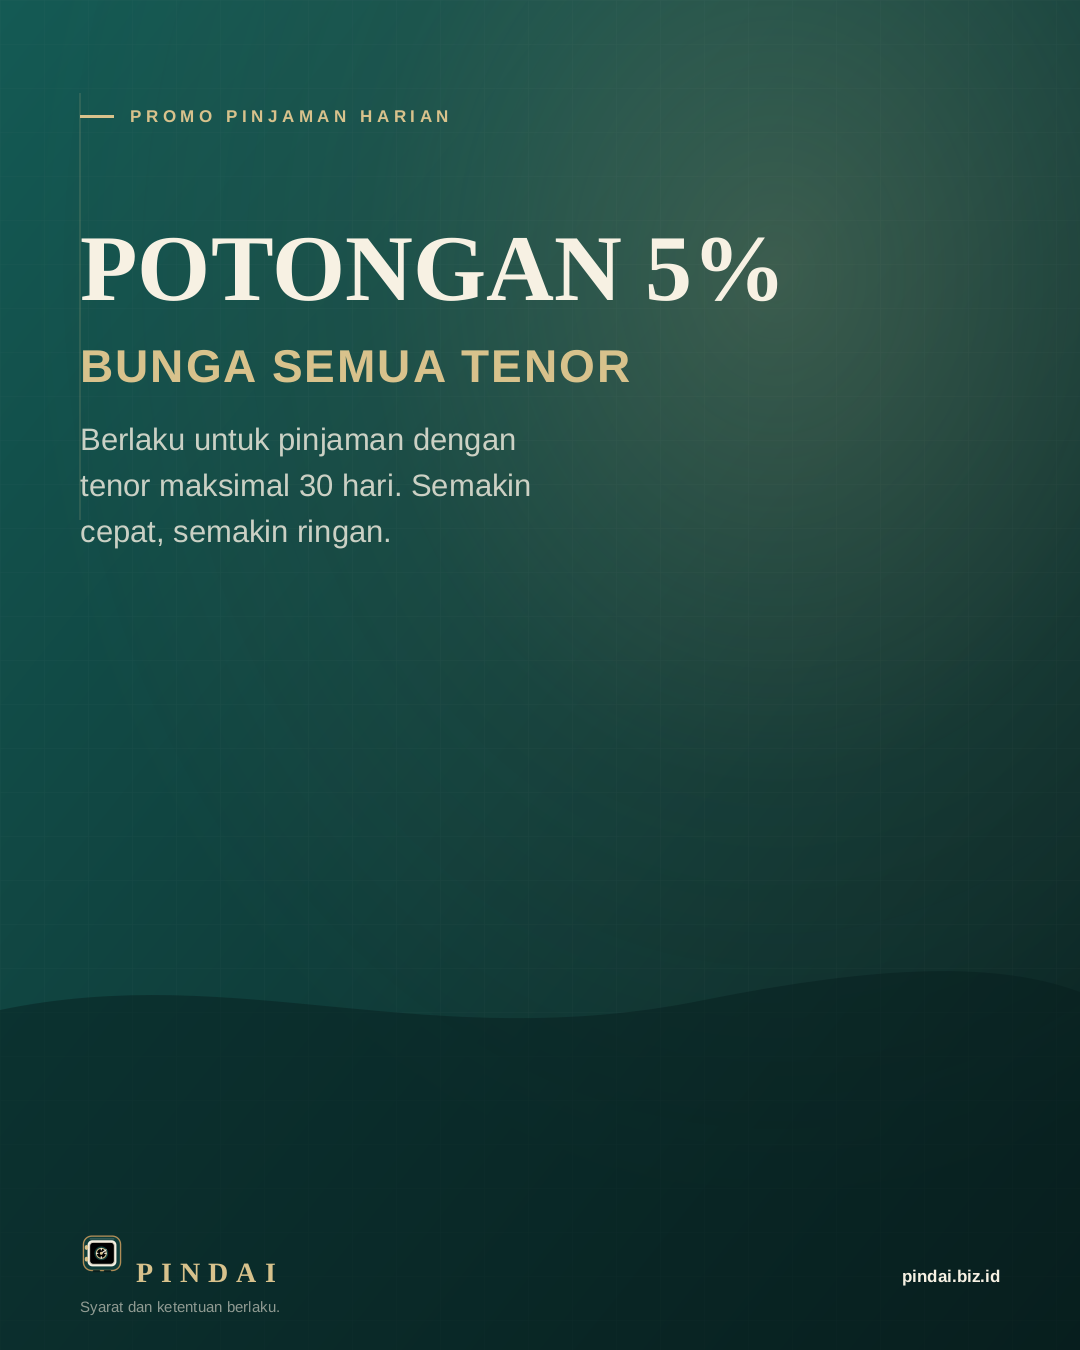 PROMO PINJAMAN HARIAN
POTONGAN 5%
BUNGA SEMUA TENOR
Berlaku untuk pinjaman dengan
tenor maksimal 30 hari. Semakin
cepat, semakin ringan.
PINDAI
pindai.biz.id
Syarat dan ketentuan berlaku.